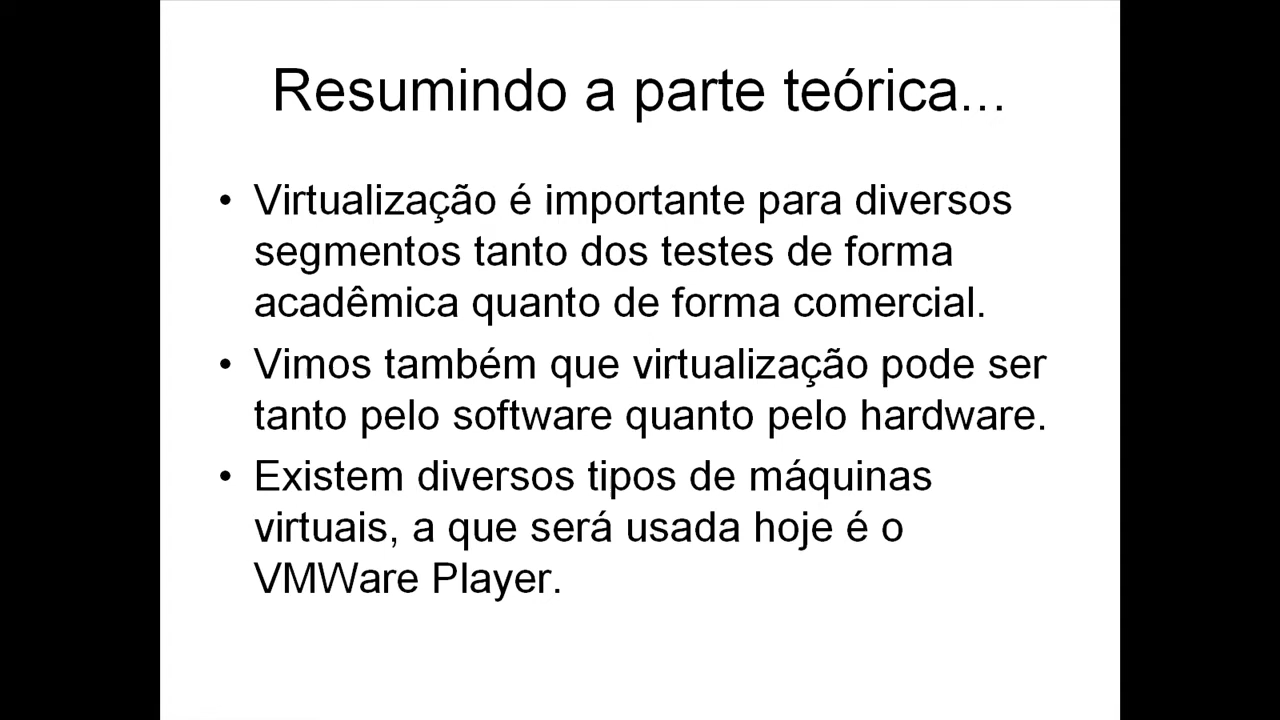 Resumindo a parte teórica...
• Virtualização é importante para diversos
segmentos tanto dos testes de forma
acadêmica quanto de forma comercial.
• Vimos também que virtualização pode ser
tanto pelo software quanto pelo hardware.
• Existem diversos tipos de máquinas
virtuais, a que será usada hoje é o
VMWare Player.